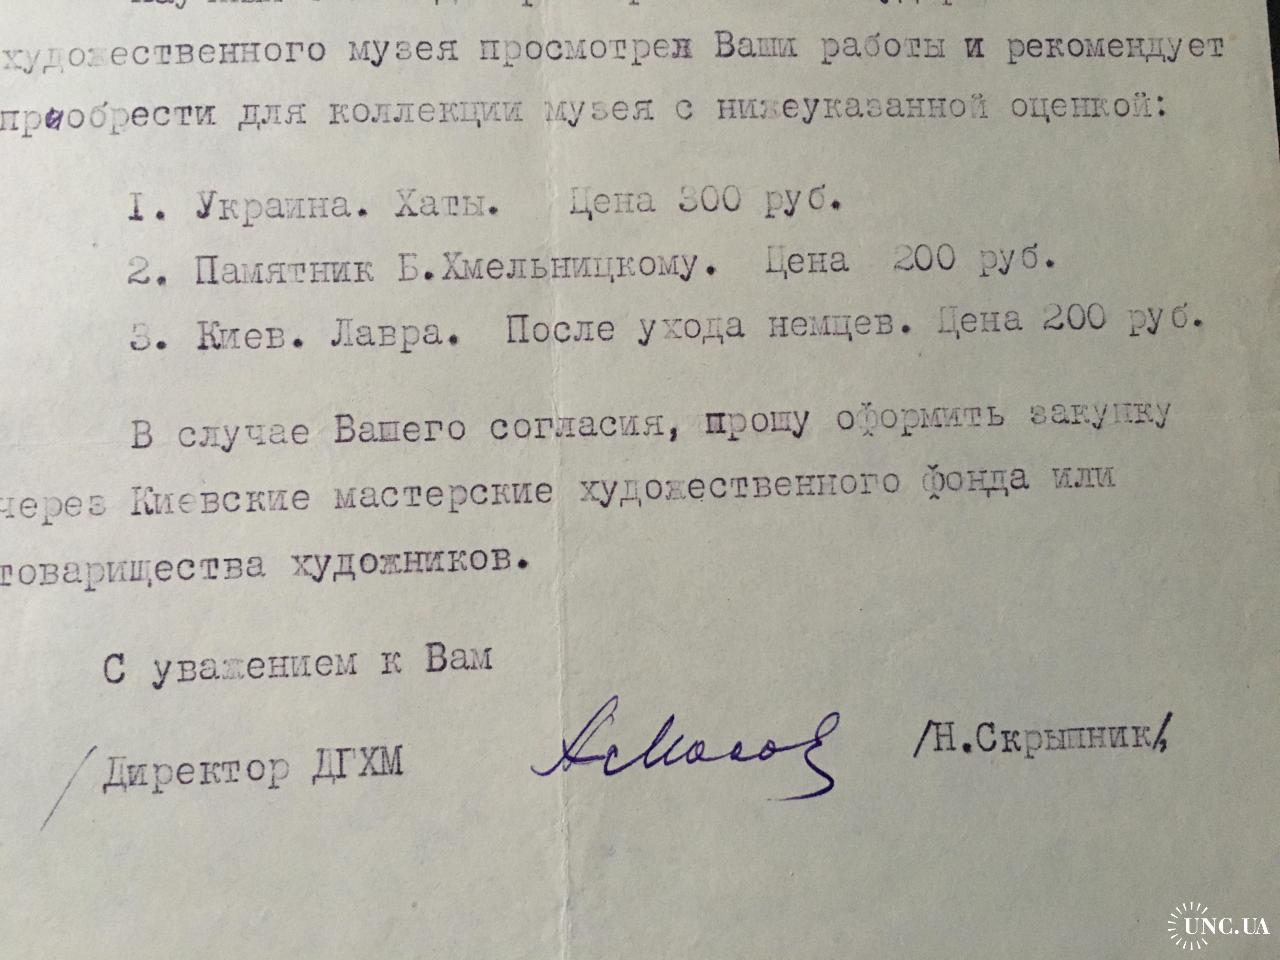 художественного музея просмотрел Ваши работы и рекомендует
приобрести для коллекции музея с нижеуказанной оценкой:
1. Украина. Хаты. Цена 300 руб.
2. Памятник Б.Хмельницкому. Цена 200 руб.
3. Киев. Лавра. После ухода немцев. Цена 200 руб.
В случае Вашего согласия, прошу оформить закупку
через Киевские мастерские художественного фонда или
товарищества художников.
С уважением к Вам
/Директор ДГХМ /Н.Скрыпник/
UNC.UA